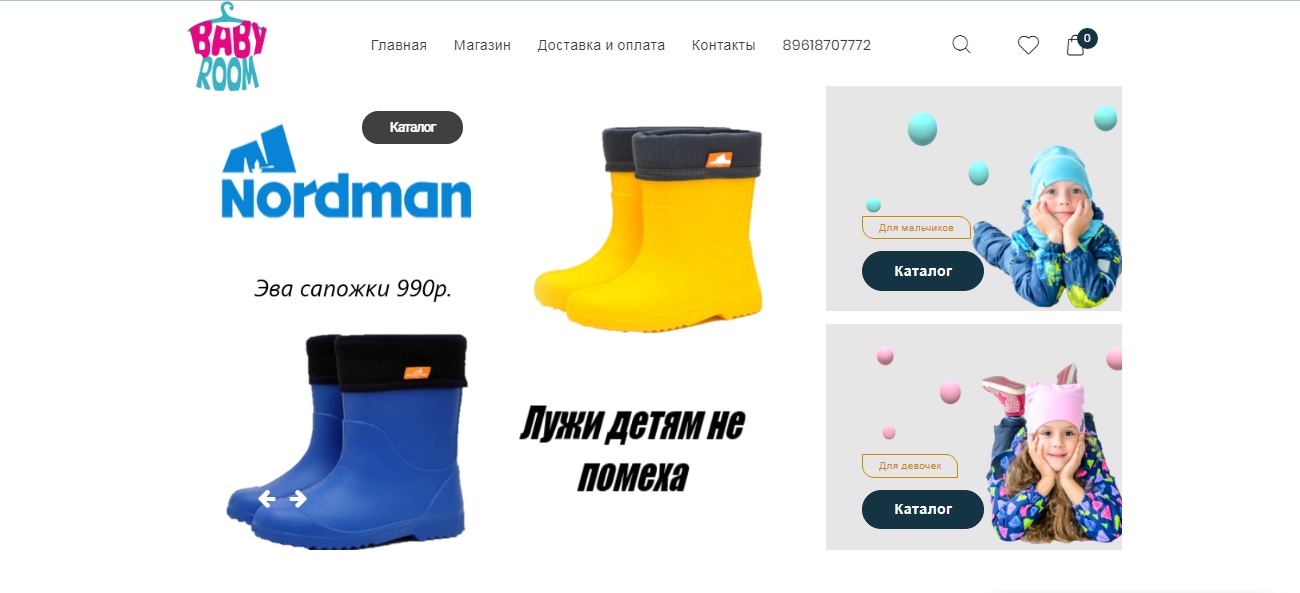 BABY
ROOM
Главная Магазин Доставка и оплата Контакты 89618707772
0
Каталог
Nordman
Эва сапожки 990р.
Лужи детям не
помеха
Для мальчиков
Каталог
Для девочек
Каталог